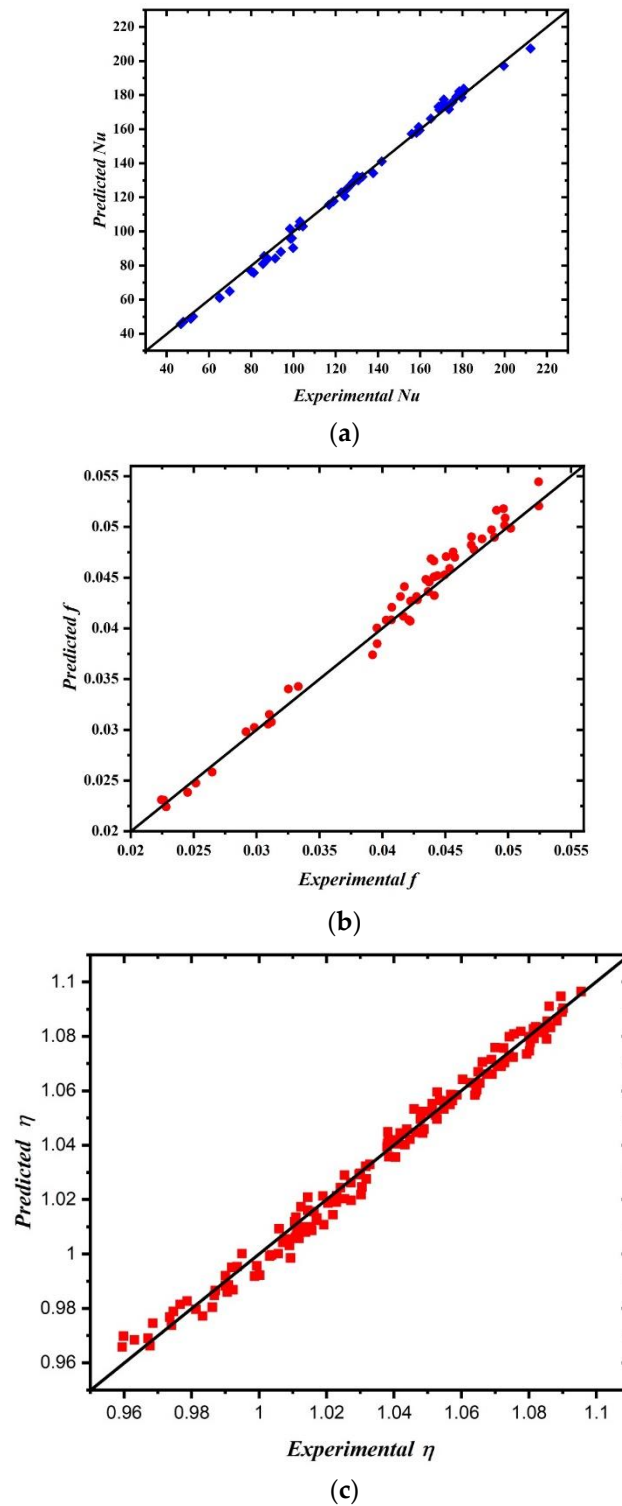 220
200
180
160
140
120
100
80
60
40
Predicted Nu
40 60 80 100 120 140 160 180 200 220
Experimental Nu
(a)
0.055
0.05
0.045
0.04
0.035
0.03
0.025
0.02
Predicted f
0.02 0.025 0.03 0.035 0.04 0.045 0.05 0.055
Experimental f
(b)
1.1
1.08
1.06
1.04
1.02
1
0.98
0.96
Predicted η
0.96 0.98 1 1.02 1.04 1.06 1.08 1.1
Experimental η
(c)